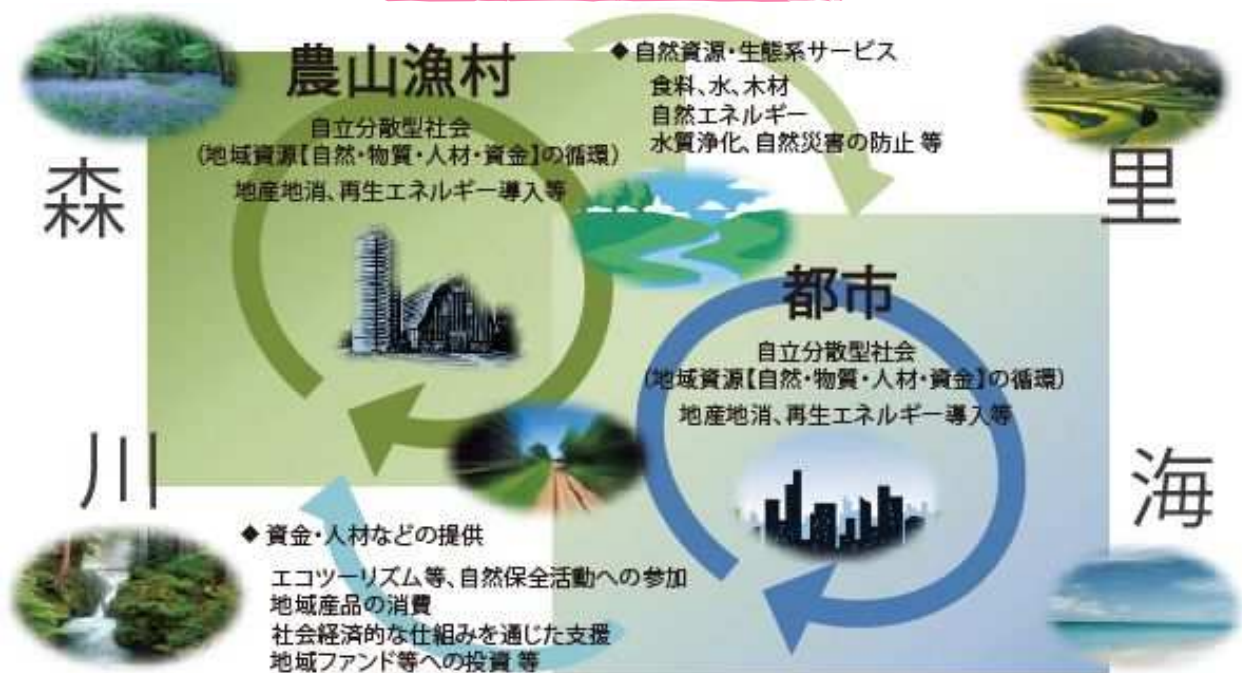 農山漁村
自立分散型社会
(地域資源【自然・物質・人材・資金】の循環)
地産地消、再生エネルギー導入等
◆ 自然資源・生態系サービス
食料、水、木材
自然エネルギー
水質浄化、自然災害の防止 等
森
里
都市
自立分散型社会
(地域資源【自然・物質・人材・資金】の循環)
地産地消、再生エネルギー導入等
川
海
◆ 資金・人材などの提供
エコツーリズム等、自然保全活動への参加
地域産品の消費
社会経済的な仕組みを通じた支援
地域ファンド等への投資 等